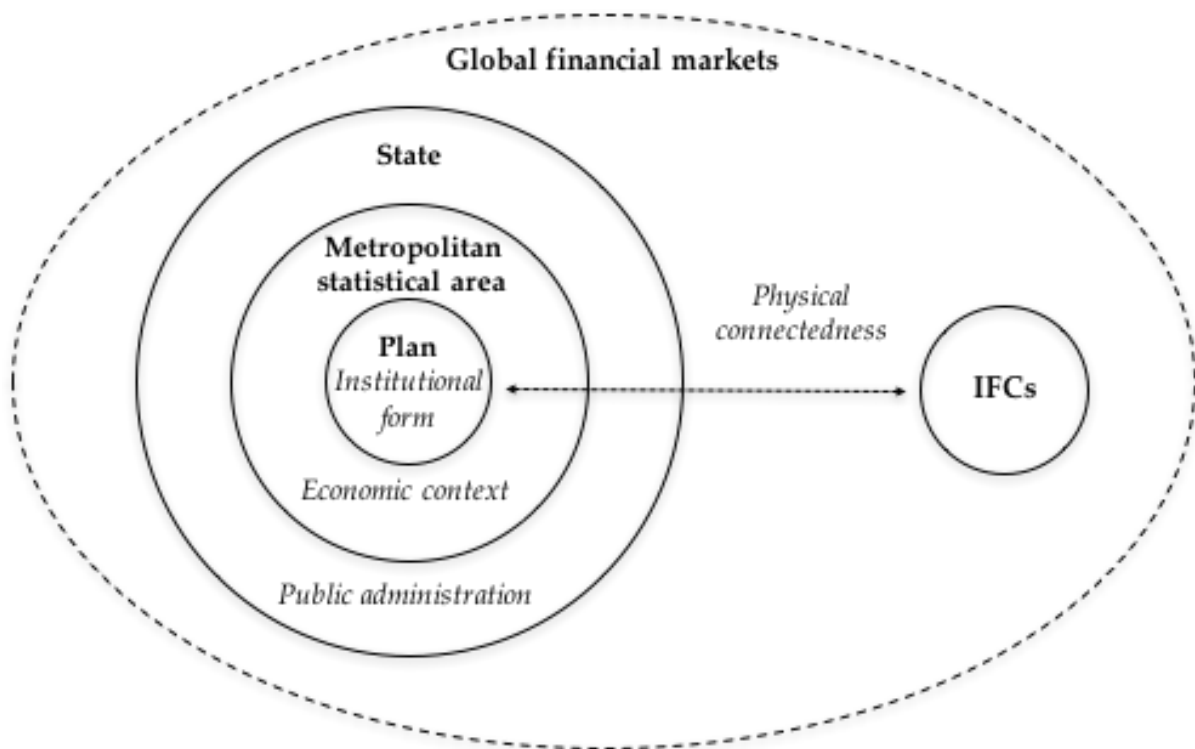 Global financial markets
State
Metropolitan
statistical area
Plan
Institutional
form
Economic context
Public administration
Physical
connectedness
IFCs